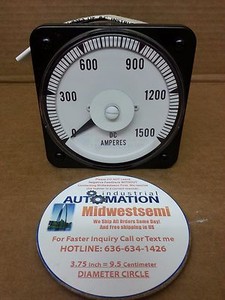 600 900
300 1200
0 1500
DC
AMPERES
industrial
AUTOMATION
Midwestsemi
We Ship All Orders Same Day!
And Free shipping in US
For Faster Inquiry Call or Text me
HOTLINE: 636-634-1426
3.75 inch = 9.5 Centimeter
DIAMETER CIRCLE